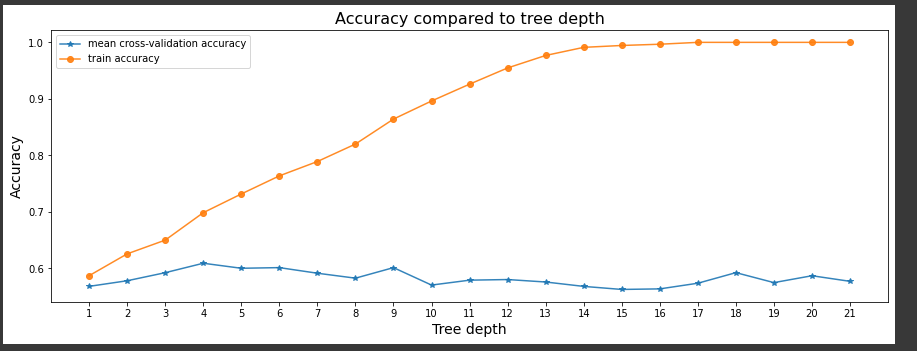 Accuracy compared to tree depth
mean cross-validation accuracy
train accuracy
1.0
0.9
0.8
0.7
0.6
Accuracy
1 2 3 4 5 6 7 8 9 10 11 12 13 14 15 16 17 18 19 20 21
Tree depth